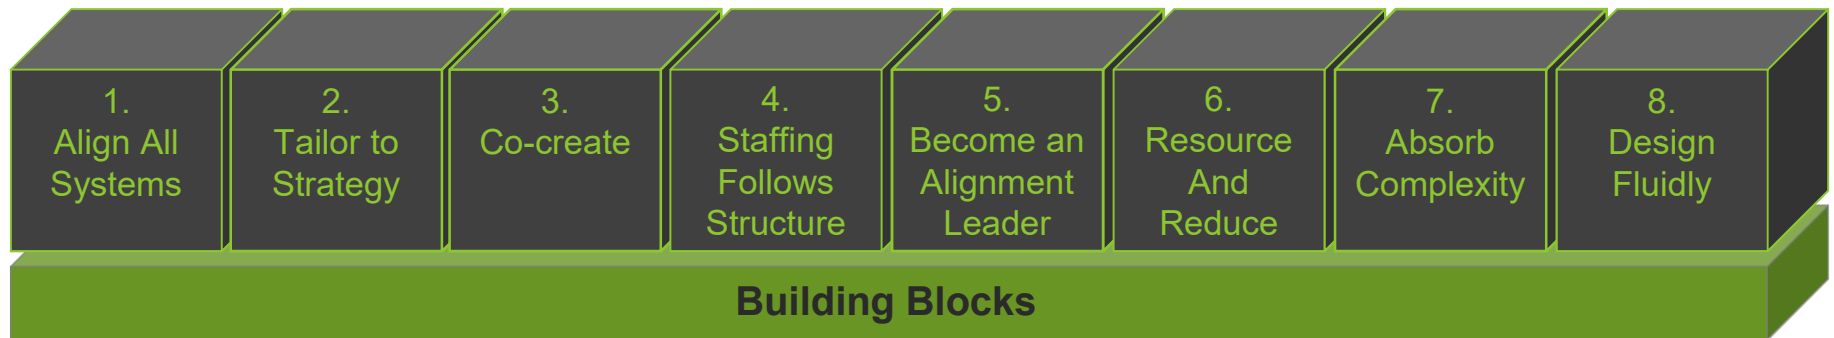 1.
Align All
Systems
2.
Tailor to
Strategy
3.
Co-create
4.
Staffing
Follows
Structure
5.
Become an
Alignment
Leader
6.
Resource
And
Reduce
7.
Absorb
Complexity
8.
Design
Fluidly
Building Blocks